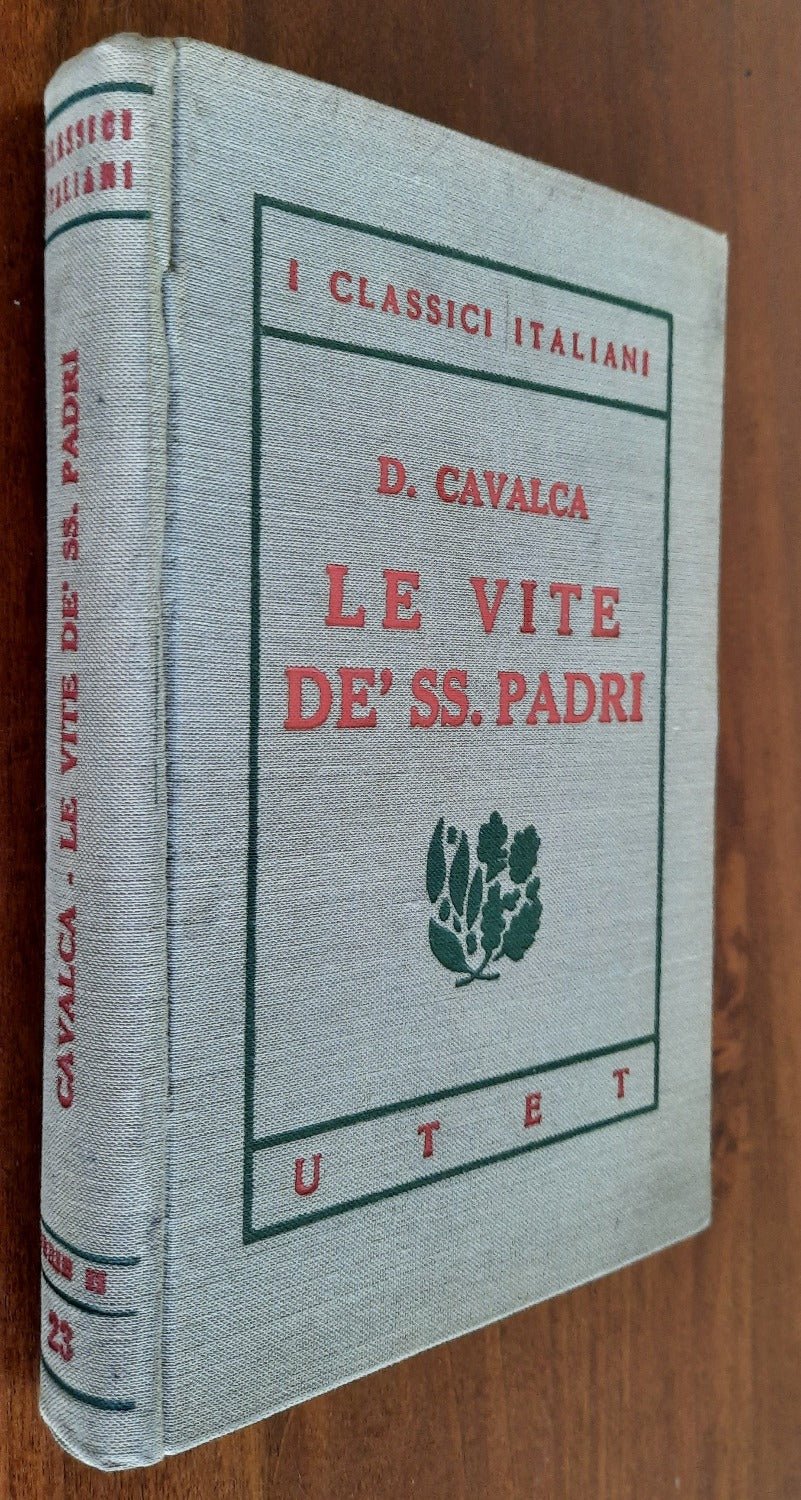 CLASSICI
ITALIANI
CAVALCA - LE VITE DE' SS. PADRI
23
I CLASSICI ITALIANI
D. CAVALCA
LE VITE
DE' SS. PADRI
UTET